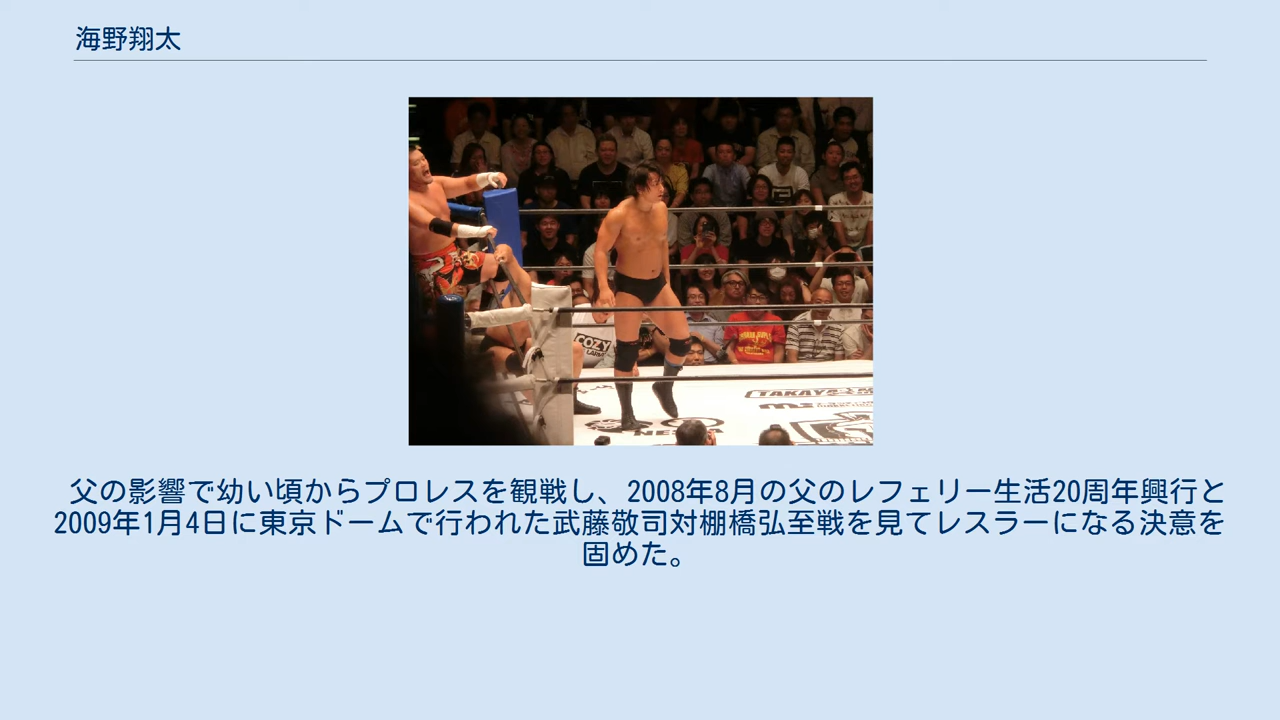 海野翔太
COZY
TAKAYA
父の影響で幼い頃からプロレスを観戦し、2008年8月の父のレフェリー生活20周年興行と
2009年1月4日に東京ドームで行われた武藤敬司対棚橋弘至戦を見てレスラーになる決意を
固めた。